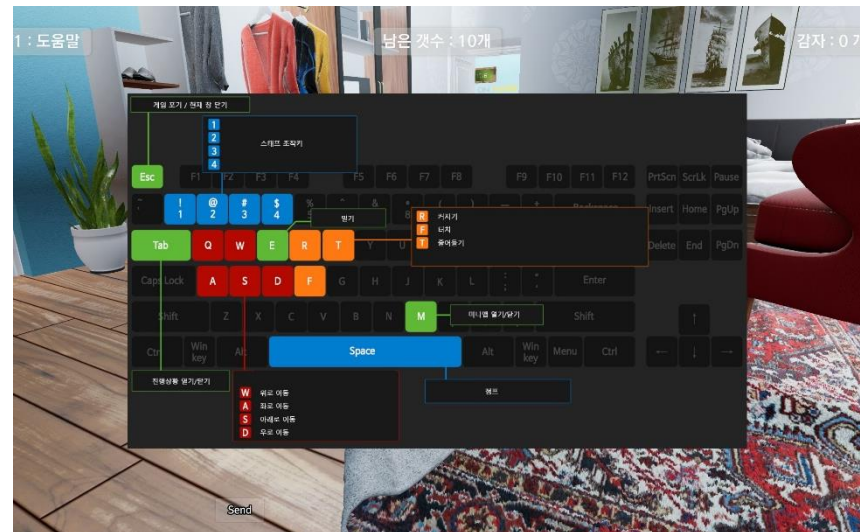 1 : 도움말
남은 갯수 : 10개
감자 : 0
게임 포기 / 현재 창 닫기
1
2
3
4
스태프 조작키
Esc F1 F2 F3 F4 F5 F6 F7 F8 F9 F10 F11 F12 PrtScn ScrLk Pause
! 1 @ 2 # 3 $ 4 Insert Home PgUp
Tab Q W E R T Y U Delete End PgDn
R 커지기
F 터치
T 줄어들기
Caps Lock A S D F G H J K L Enter
Shift Z X C V B N M Shift
미니맵 열기/닫기
Ctrl Win key Alt Space Alt Win key Menu Ctrl
진행상황 열기/닫기
점프
W 위로 이동
A 좌로 이동
S 아래로 이동
D 우로 이동
Send